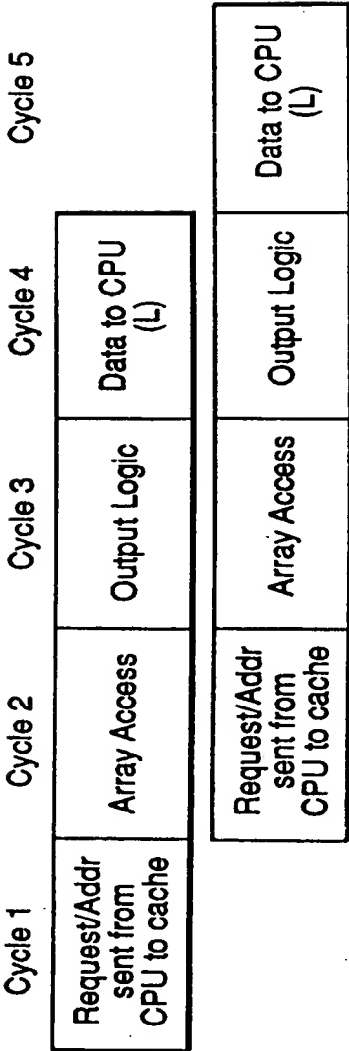 Cycle 1
Cycle 2
Cycle 3
Cycle 4
Cycle 5
Request/Addr
sent from
CPU to cache
Array Access
Output Logic
Data to CPU
(L)
Request/Addr
sent from
CPU to cache
Array Access
Output Logic
Data to CPU
(L)